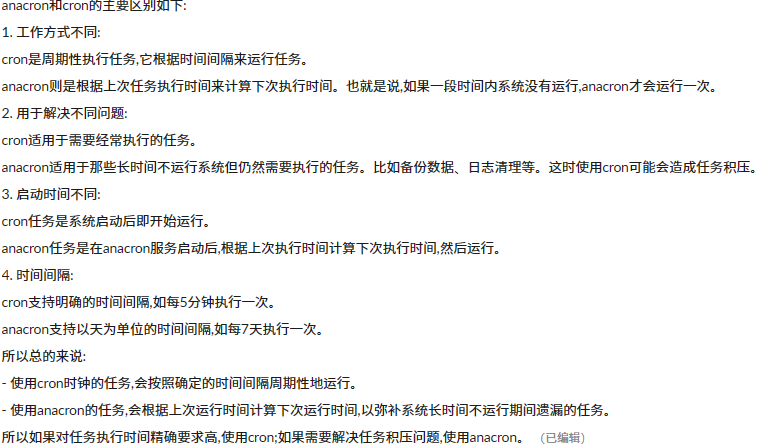 anacron和cron的主要区别如下:
1. 工作方式不同:
cron是周期性执行任务,它根据时间间隔来运行任务。
anacron则是根据上次任务执行时间来计算下次执行时间。也就是说,如果一段时间内系统没有运行,anacron才会运行一次。
2. 用于解决不同问题:
cron适用于需要经常执行的任务。
anacron适用于那些长时间不运行系统但仍然需要执行的任务。比如备份数据、日志清理等。这时使用cron可能会造成任务积压。
3. 启动时间不同:
cron任务是系统启动后即开始运行。
anacron任务是在anacron服务启动后,根据上次执行时间计算下次执行时间,然后运行。
4. 时间间隔:
cron支持明确的时间间隔,如每5分钟执行一次。
anacron支持以天为单位的时间间隔,如每7天执行一次。
所以总的来说:
- 使用cron时钟的任务,会按照确定的时间间隔周期性地运行。
- 使用anacron的任务,会根据上次运行时间计算下次运行时间,以弥补系统长时间不运行期间遗漏的任务。
所以如果对任务执行时间精确要求高,使用cron;如果需要解决任务积压问题,使用anacron。 （已编辑）